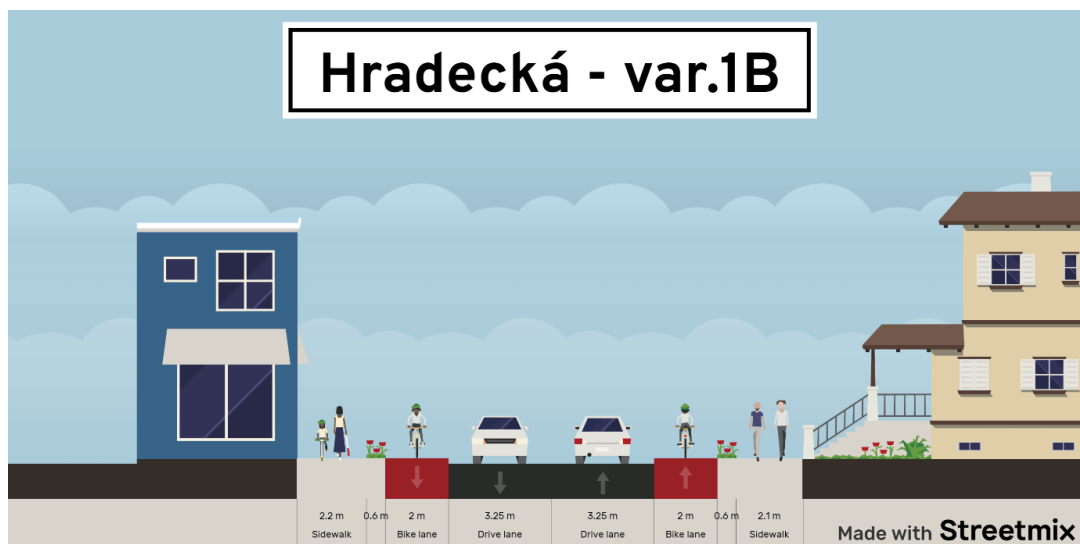 Hradecká - var.1B
2.2 m 0.6 m 2 m 3.25 m 3.25 m 2 m 0.6 m 2.1 m
Sidewalk Bike lane Drive lane Drive lane Bike lane Sidewalk
Made with Streetmix